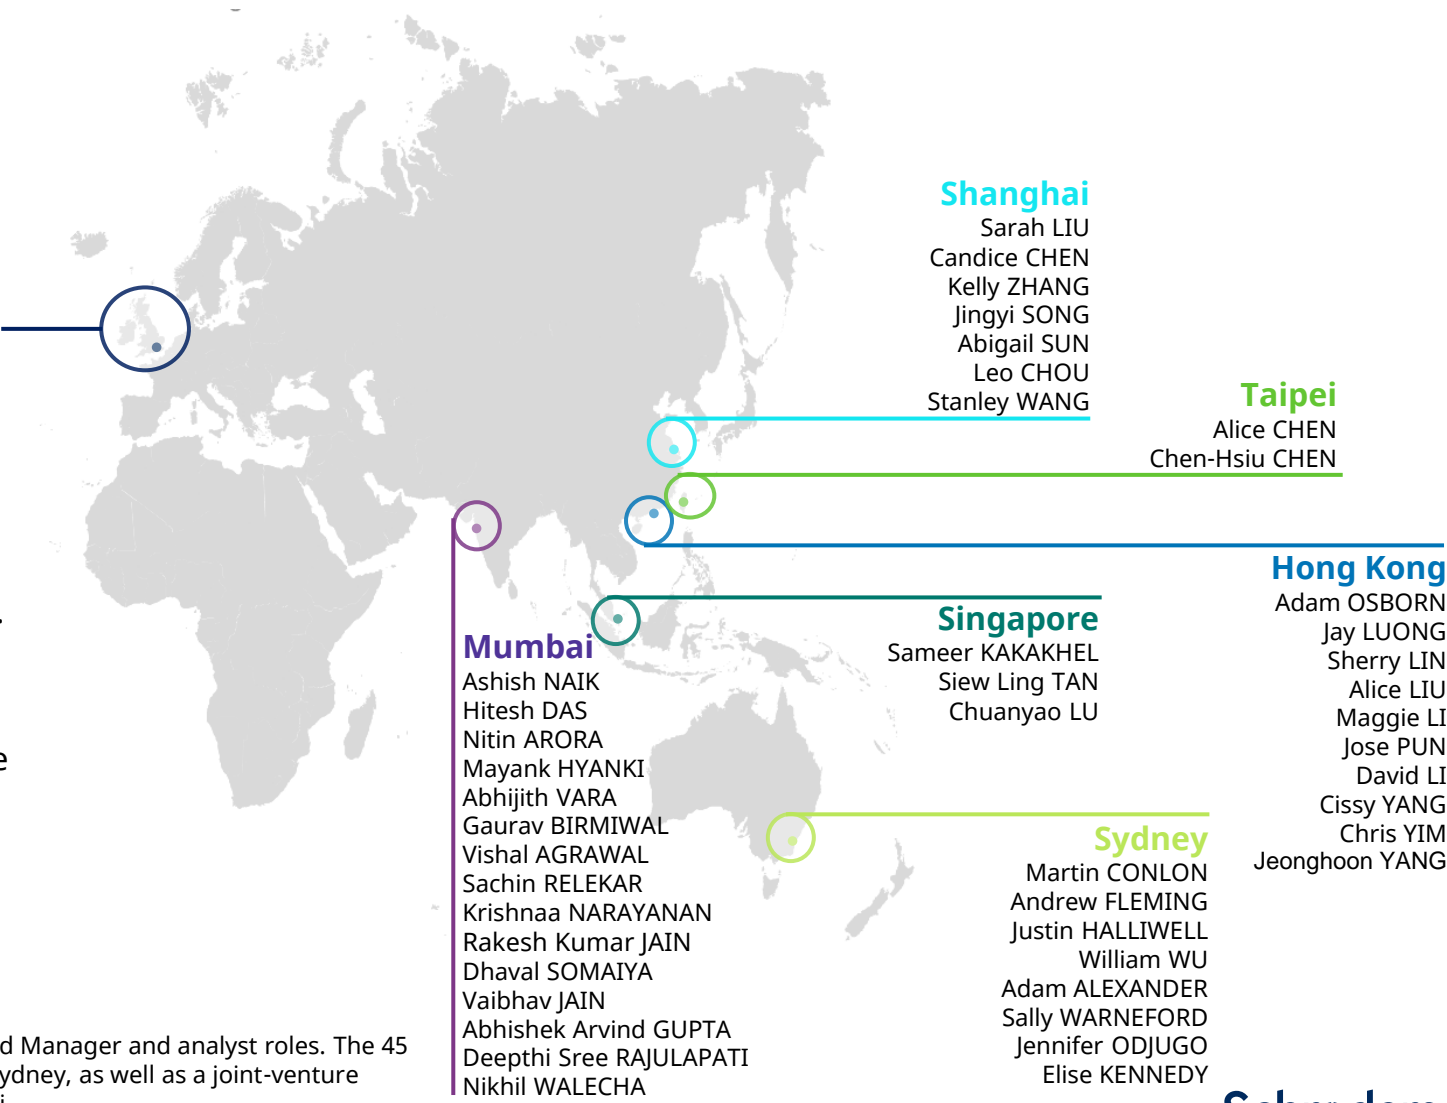 Shanghai
Sarah LIU
Candice CHEN
Kelly ZHANG
Jingyi SONG
Abigail SUN
Leo CHOU
Stanley WANG
Taipei
Alice CHEN
Chen-Hsiu CHEN
Hong Kong
Adam OSBORN
Jay LUONG
Sherry LIN
Alice LIU
Maggie LI
Jose PUN
David LI
Cissy YANG
Chris YIM
Jeonghoon YANG
Singapore
Sameer KAKAKHEL
Siew Ling TAN
Chuanyao LU
Mumbai
Ashish NAIK
Hitesh DAS
Nitin ARORA
Mayank HYANKI
Abhijith VARA
Gaurav BIRMIWAL
Vishal AGRAWAL
Sachin RELEKAR
Krishnaa NARAYANAN
Rakesh Kumar JAIN
Dhaval SOMAIYA
Vaibhav JAIN
Abhishek Arvind GUPTA
Deepthi Sree RAJULAPATI
Nikhil WALECHA
Sydney
Martin CONLON
Andrew FLEMING
Justin HALLIWELL
William WU
Adam ALEXANDER
Sally WARNEFORD
Jennifer ODJUGO
Elise KENNEDY
d Manager and analyst roles. The 45
ydney, as well as a joint-venture